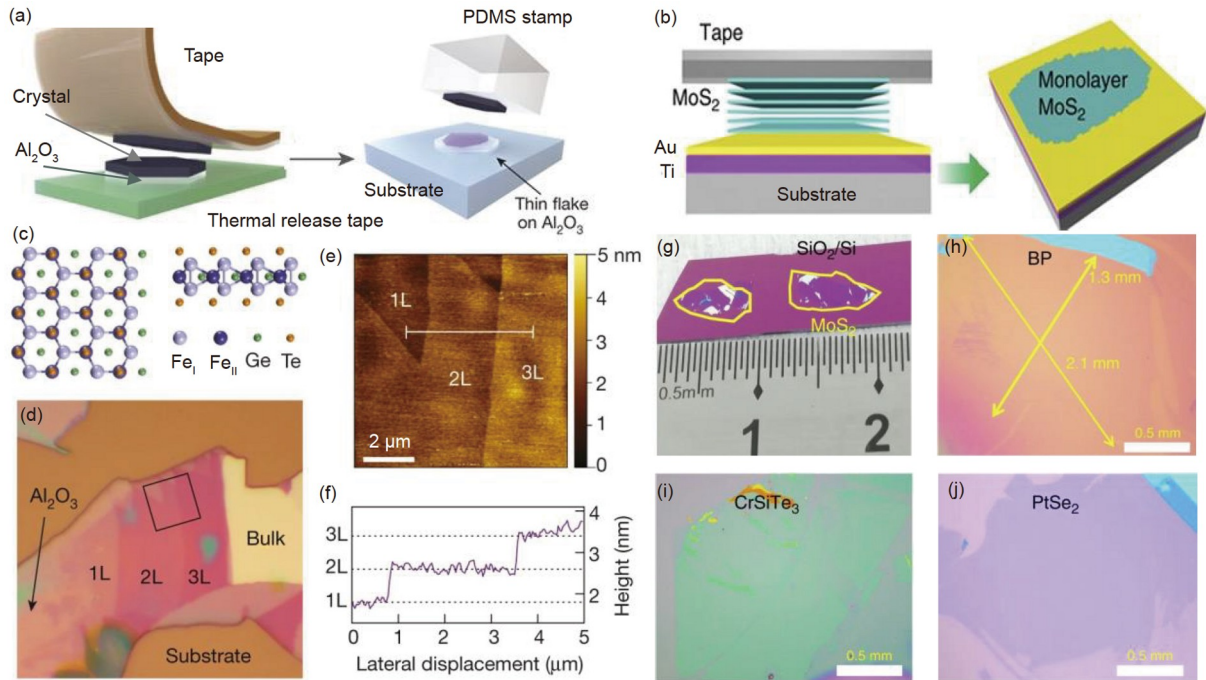 (a)
Tape
Crystal
Al₂O₃
Thermal release tape
PDMS stamp
Substrate
Thin flake
on Al₂O₃
(b)
Tape
MoS₂
Au
Ti
Substrate
Monolayer
MoS₂
(c)
Fe_I Fe_II Ge Te
(d)
Al₂O₃
1L 2L 3L
Bulk
Substrate
(e)
1L
2L
3L
2 μm
5 nm
4
3
2
1
0
(f)
3L
2L
1L
4
3
2
Height (nm)
0 1 2 3 4 5
Lateral displacement (μm)
(g)
SiO₂/Si
MoS₂
0.5mm
1 2
(h)
BP
1.3 mm
2.1 mm
0.5 mm
(i)
CrSiTe₃
0.5 mm
(j)
PtSe₂
0.5 mm